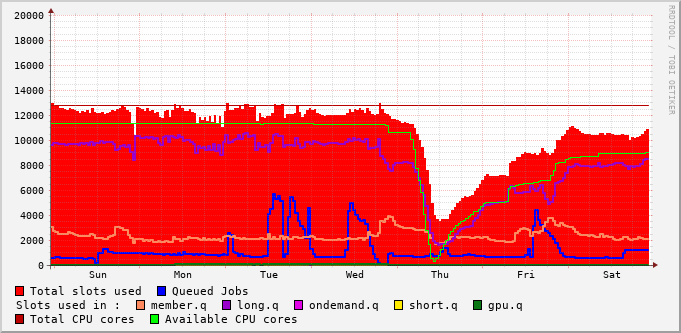 20000
18000
16000
14000
12000
10000
8000
6000
4000
2000
0
Sun Mon Tue Wed Thu Fri Sat
RRDTOOL / TOBI OETIKER
Total slots used Queued Jobs
Slots used in : member.q long.q ondemand.q short.q gpu.q
Total CPU cores Available CPU cores